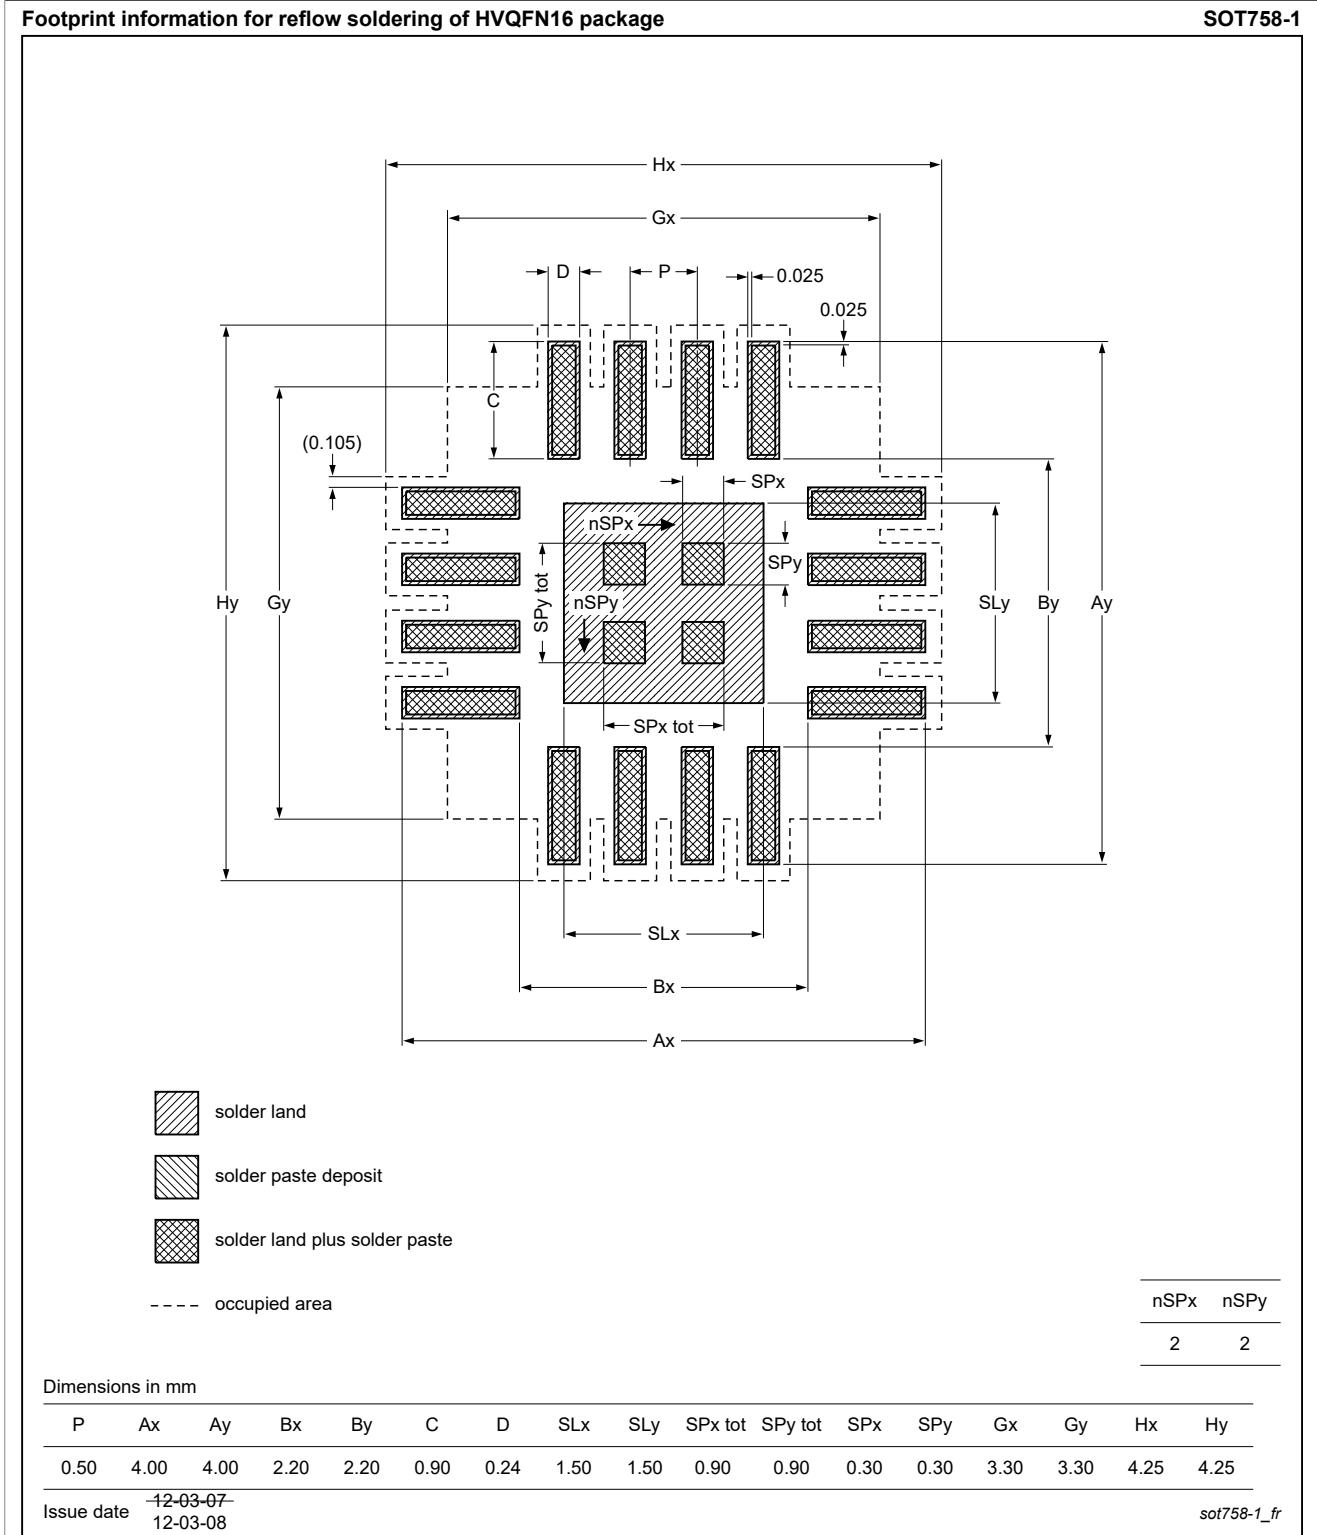 Footprint information for reflow soldering of HVQFN16 package SOT758-1
Hx
Gx
D P 0.025
0.025
C
(0.105)
SPx
nSPx
SPy
SPy tot
nSPy
Hy Gy SLy By Ay
SPx tot
SLx
Bx
Ax
solder land
solder paste deposit
solder land plus solder paste
occupied area
nSPx nSPy
2 2
Dimensions in mm
P Ax Ay Bx By C D SLx SLy SPx tot SPy tot SPx SPy Gx Gy Hx Hy
0.50 4.00 4.00 2.20 2.20 0.90 0.24 1.50 1.50 0.90 0.90 0.30 0.30 3.30 3.30 4.25 4.25
Issue date 12-03-07
12-03-08
sot758-1_fr